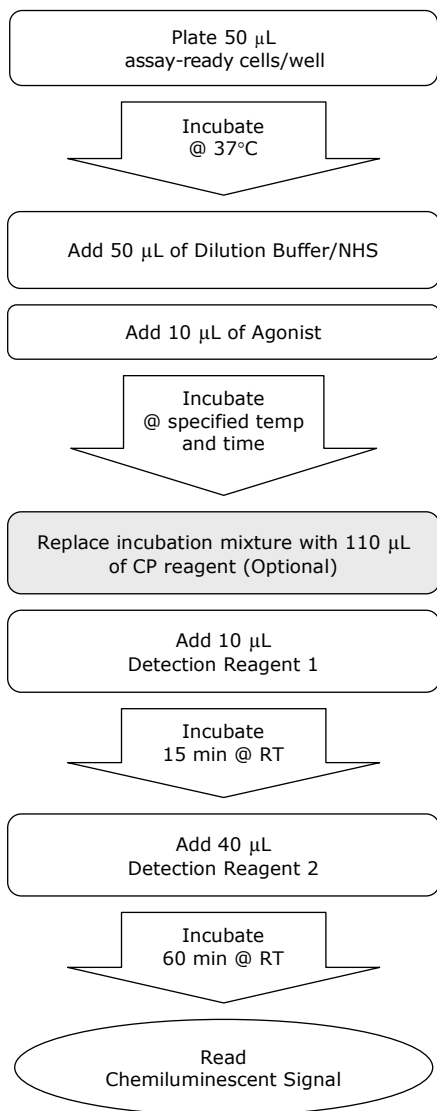 Plate 50 μL
assay-ready cells/well
Incubate
@ 37°C
Add 50 μL of Dilution Buffer/NHS
Add 10 μL of Agonist
Incubate
@ specified temp
and time
Replace incubation mixture with 110 μL
of CP reagent (Optional)
Add 10 μL
Detection Reagent 1
Incubate
15 min @ RT
Add 40 μL
Detection Reagent 2
Incubate
60 min @ RT
Read
Chemiluminescent Signal